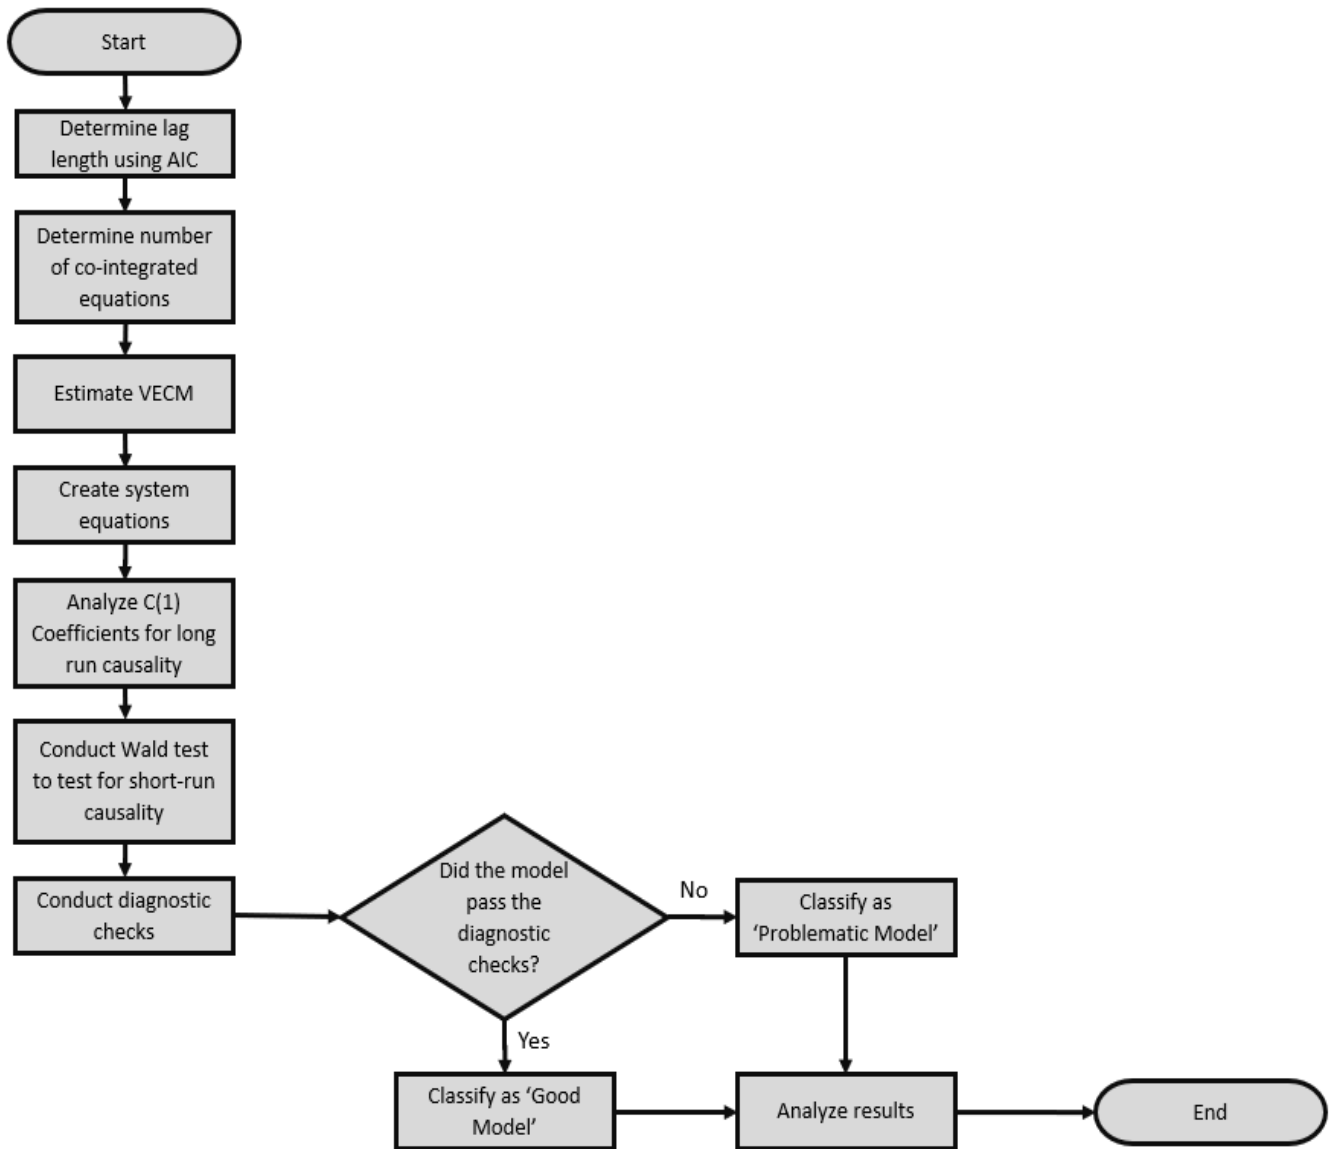 Start
Determine lag
length using AIC
Determine number
of co-integrated
equations
Estimate VECM
Create system
equations
Analyze C(1)
Coefficients for long
run causality
Conduct Wald test
to test for short-run
causality
Conduct diagnostic
checks
Did the model
pass the
diagnostic
checks?
No
Classify as
‘Problematic Model’
Yes
Classify as ‘Good
Model’
Analyze results
End